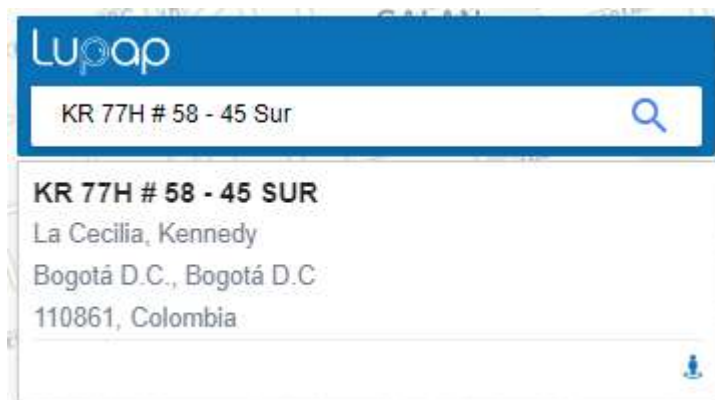 Lupap
KR 77H # 58 - 45 Sur
KR 77H # 58 - 45 SUR
La Cecilia, Kennedy
Bogotá D.C., Bogotá D.C
110861, Colombia